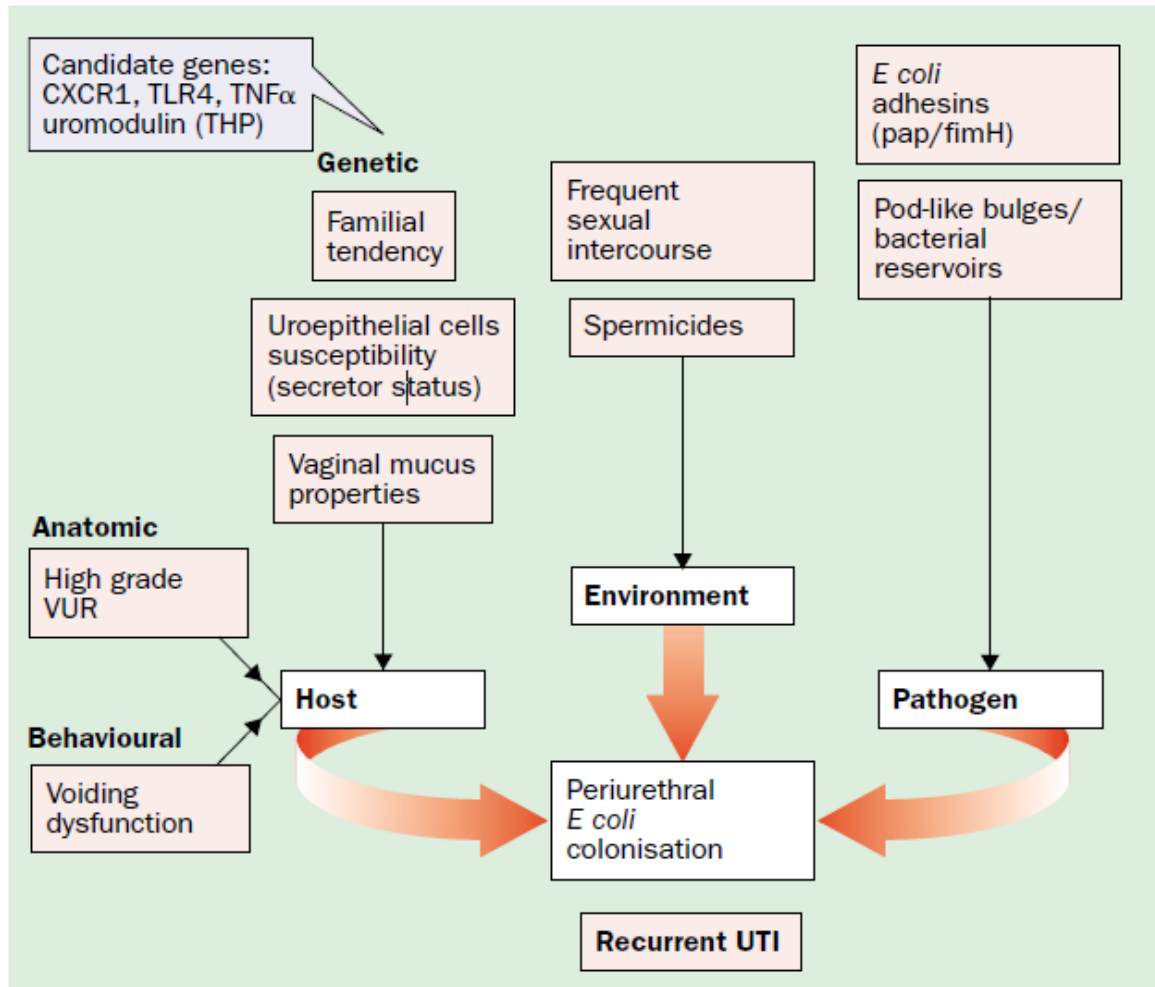 Candidate genes:
CXCR1, TLR4, TNFα
uromodulin (THP)
Genetic
Familial
tendency
Uroepithelial cells
susceptibility
(secretor status)
Vaginal mucus
properties
Anatomic
High grade
VUR
Behavioural
Voiding
dysfunction
Host
Frequent
sexual
intercourse
Spermicides
Environment
E coli
adhesins
(pap/fimH)
Pod-like bulges/
bacterial
reservoirs
Pathogen
Periurethral
E coli
colonisation
Recurrent UTI